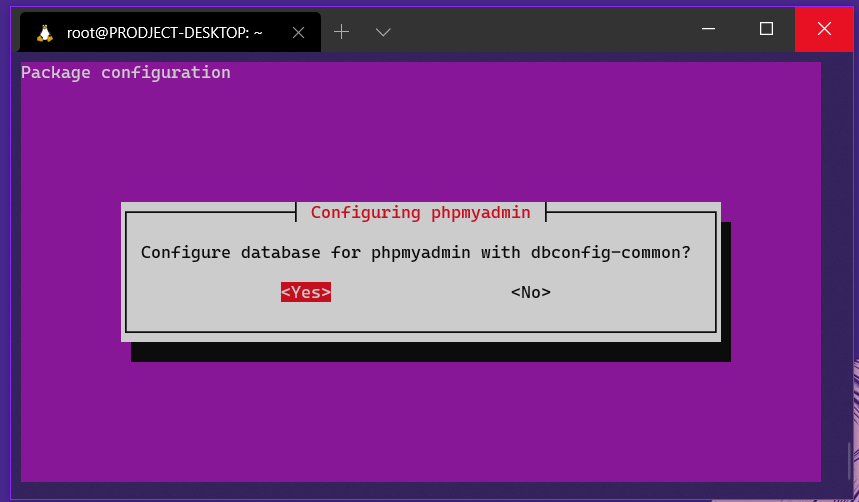 root@PRODJECT-DESKTOP: ~
Package configuration
Configuring phpmyadmin
Configure database for phpmyadmin with dbconfig-common?
<Yes> <No>